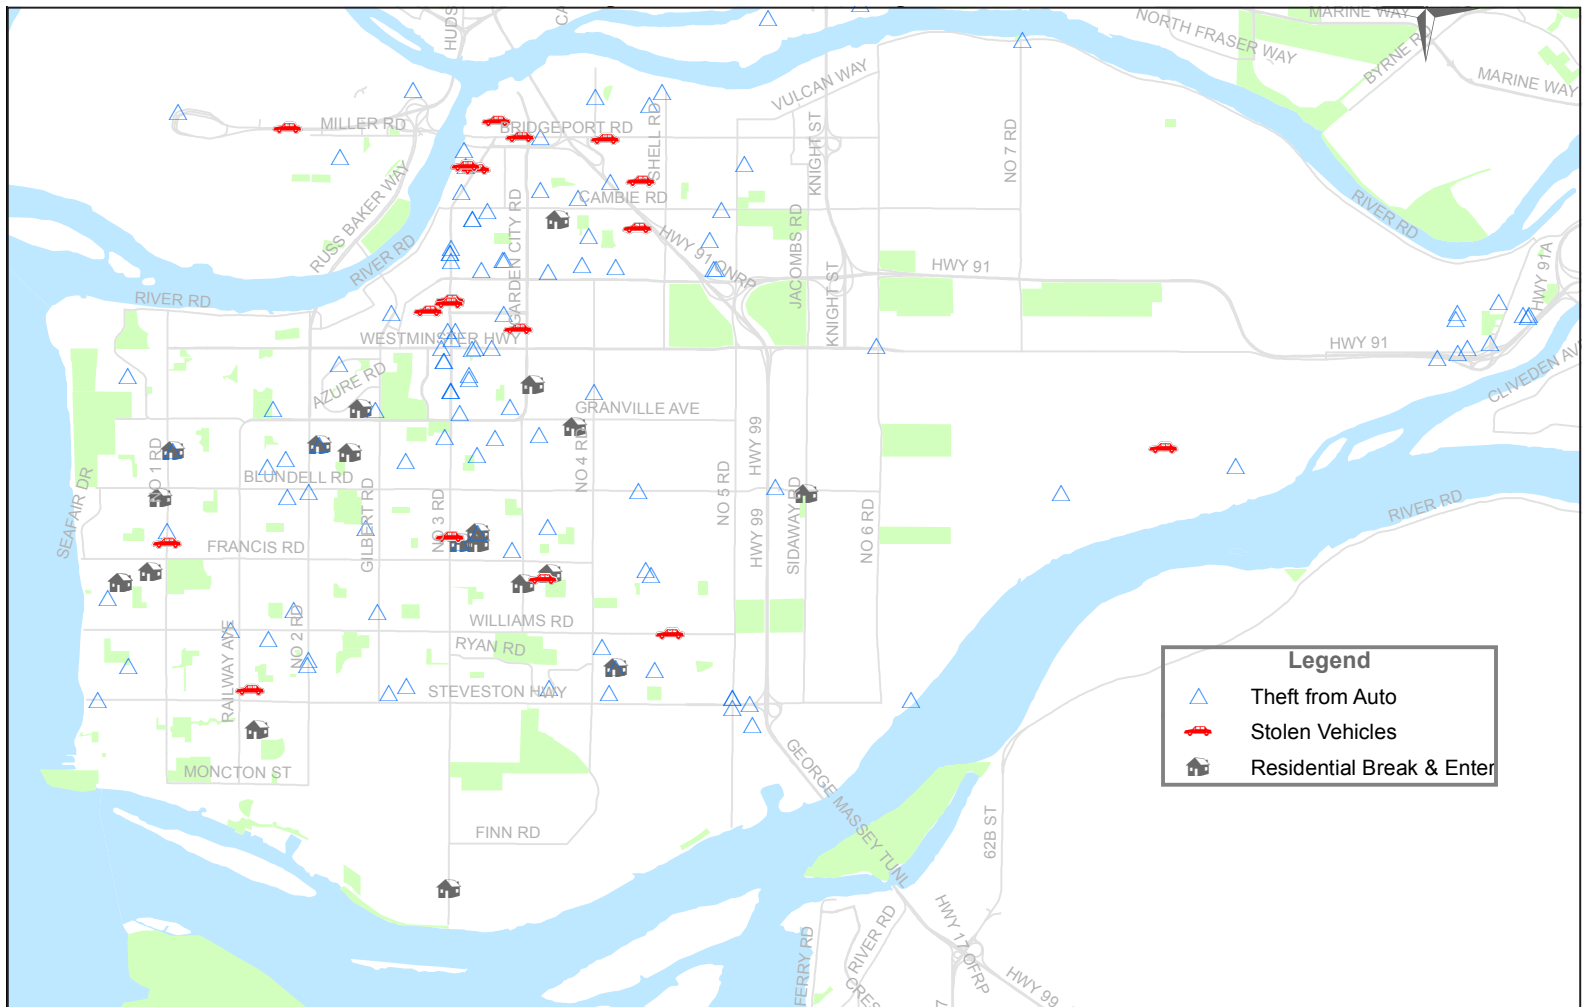 HUDS
CA
NORTH FRASER WAY
MARINE WAY
BYRNE R
MARINE WAY
VULCAN WAY
MILLER RD
BRIDGEPORT RD
SHELL RD
KNIGHT ST
NO 7 RD
RUSS BAKER WAY
CAMBIE RD
GARDEN CITY RD
RIVER RD
RIVER RD
HWY 91 ONRP
JACOMBS RD
HWY 91
HWY 91A
KNIGHT ST
RIVER RD
WESTMINSTER HWY
HWY 91
CLIVEDEN AVE
AZURE RD
GRANVILLE AVE
NO 1 RD
NO 4 RD
HWY 99
BLUNDELL RD
SEAFAIR DR
GILBERT RD
NO 3 RD
NO 5 RD
HWY 99
SIDAWAY RD
NO 6 RD
RIVER RD
FRANCIS RD
WILLIAMS RD
RAILWAY AVE
NO 2 RD
RYAN RD
STEVESTON HWY
MONCTON ST
GEORGE MASSEY TUNL
FINN RD
62B ST
Legend
Theft from Auto
Stolen Vehicles
Residential Break & Enter
FERRY RD
RIVER RD
CRES
HWY 17 OFRP
HWY 99